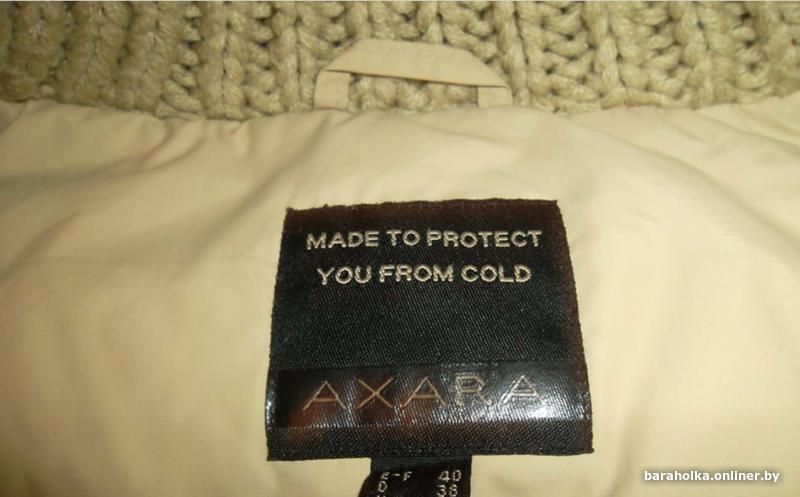 MADE TO PROTECT
YOU FROM COLD
AXARA
E-F 40
D 38
baraholka.onliner.by